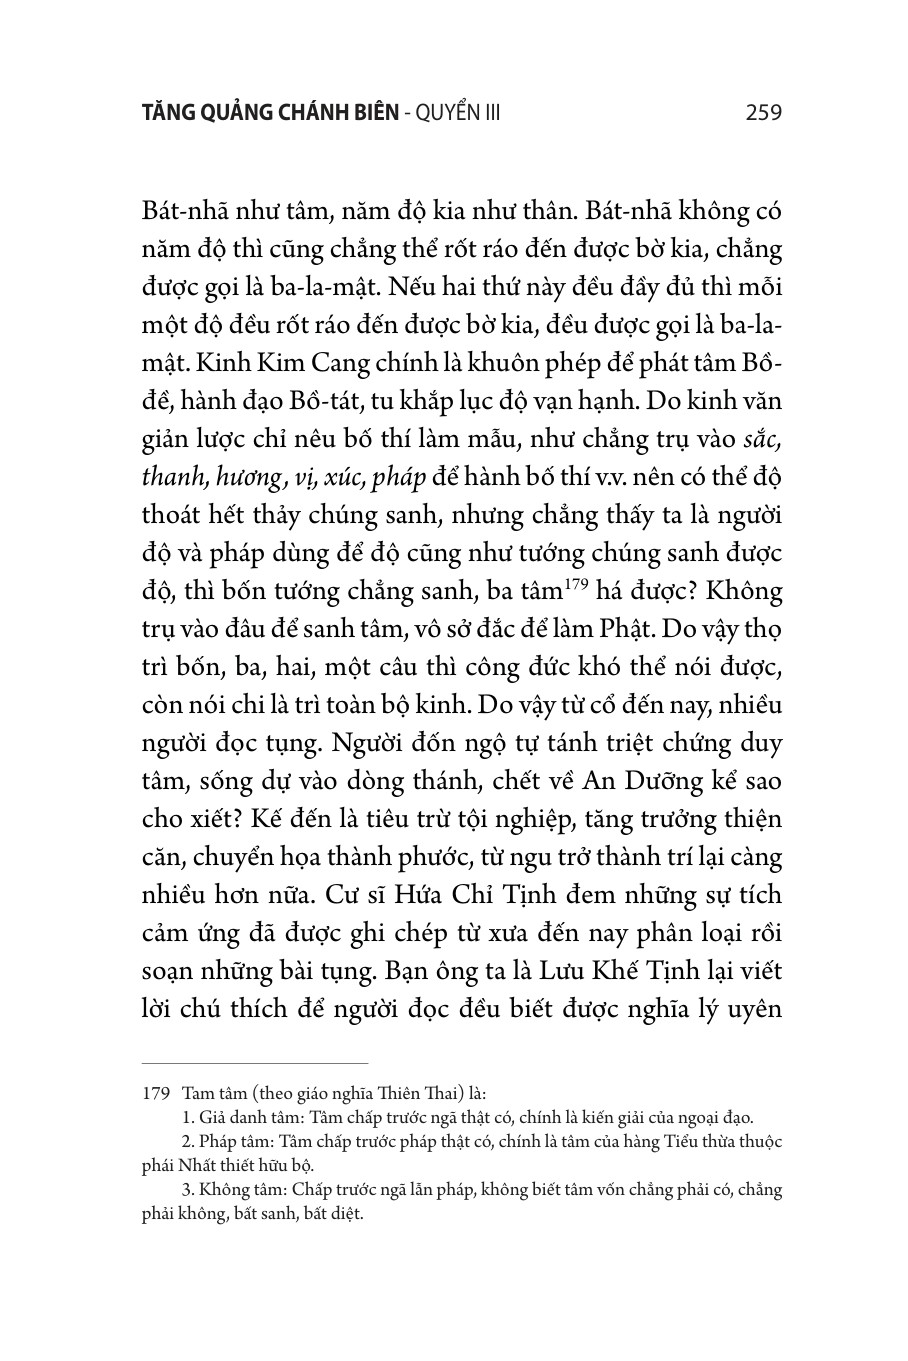 TĂNG QUẢNG CHÁNH BIÊN - QUYỂN III 259
Bát-nhã như tâm, năm độ kia như thân. Bát-nhã không có
năm độ thì cũng chẳng thể rốt ráo đến được bờ kia, chẳng
được gọi là ba-la-mật. Nếu hai thứ này đều đầy đủ thì mỗi
một độ đều rốt ráo đến được bờ kia, đều được gọi là ba-la-
mật. Kinh Kim Cang chính là khuôn phép để phát tâm Bồ-
đề, hành đạo Bồ-tát, tu khắp lục độ vạn hạnh. Do kinh văn
giản lược chỉ nêu bố thí làm mẫu, như chẳng trụ vào sắc,
thanh, hương, vị, xúc, pháp để hành bố thí v.v. nên có thể độ
thoát hết thảy chúng sanh, nhưng chẳng thấy ta là người
độ và pháp dùng để độ cũng như tướng chúng sanh được
độ, thì bốn tướng chẳng sanh, ba tâm179 há được? Không
trụ vào đâu để sanh tâm, vô sở đắc để làm Phật. Do vậy thọ
trì bốn, ba, hai, một câu thì công đức khó thể nói được,
còn nói chi là trì toàn bộ kinh. Do vậy từ cổ đến nay, nhiều
người đọc tụng. Người đốn ngộ tự tánh triệt chứng duy
tâm, sống dự vào dòng thánh, chết về An Dưỡng kể sao
cho xiết? Kế đến là tiêu trừ tội nghiệp, tăng trưởng thiện
căn, chuyển họa thành phước, từ ngu trở thành trí lại càng
nhiều hơn nữa. Cư sĩ Hứa Chỉ Tịnh đem những sự tích
cảm ứng đã được ghi chép từ xưa đến nay phân loại rồi
soạn những bài tụng. Bạn ông ta là Lưu Khế Tịnh lại viết
lời chú thích để người đọc đều biết được nghĩa lý uyên
179 Tam tâm (theo giáo nghĩa Thiên Thai) là:
1. Giả danh tâm: Tâm chấp trước ngã thật có, chính là kiến giải của ngoại đạo.
2. Pháp tâm: Tâm chấp trước pháp thật có, chính là tâm của hàng Tiểu thừa thuộc
phái Nhất thiết hữu bộ.
3. Không tâm: Chấp trước ngã lẫn pháp, không biết tâm vốn chẳng phải có, chẳng
phải không, bất sanh, bất diệt.